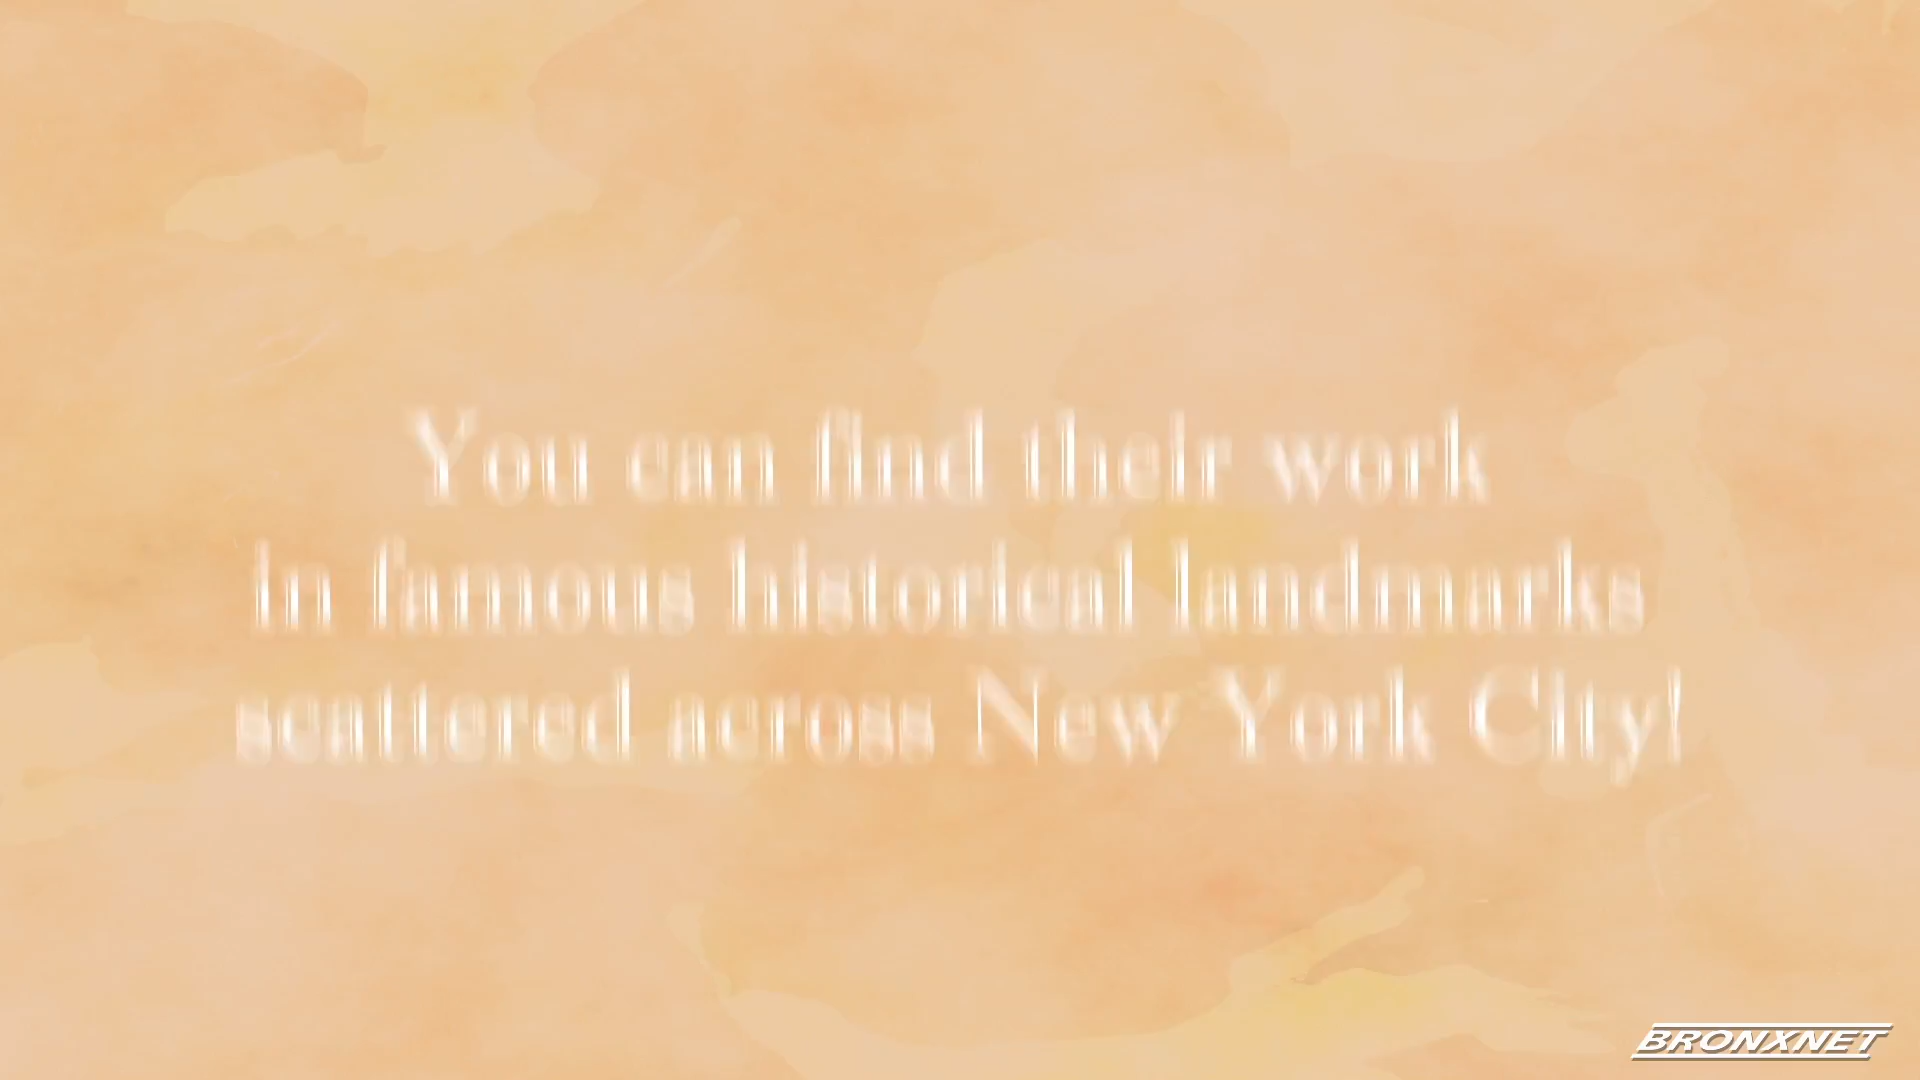 You can find their work
in famous historical landmarks
scattered across New York City!
BRONXNET